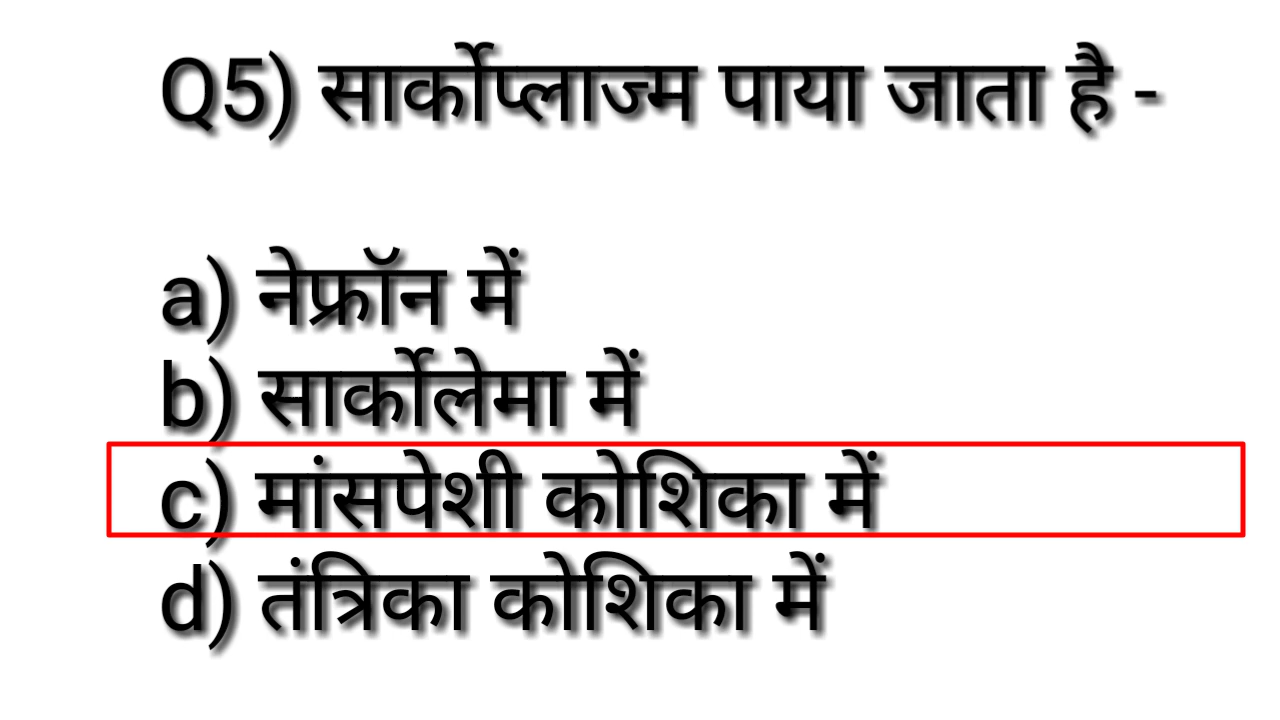 Q5) सार्कोप्लाज्म पाया जाता है -
a) नेफ्रॉन में
b) सार्कोलेमा में
c) मांसपेशी कोशिका में
d) तंत्रिका कोशिका में